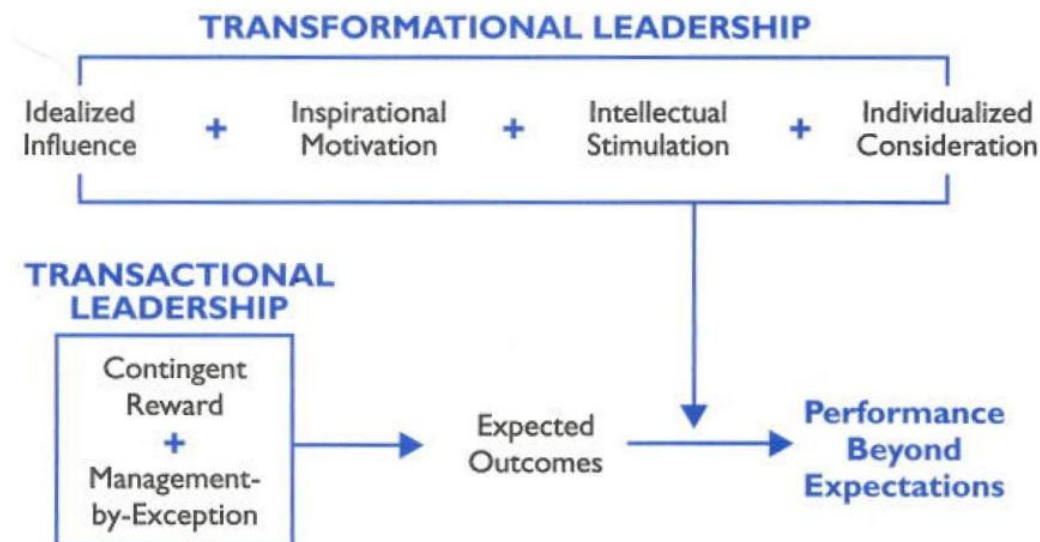 TRANSFORMATIONAL LEADERSHIP
Idealized
Influence
+
Inspirational
Motivation
+
Intellectual
Stimulation
+
Individualized
Consideration
TRANSACTIONAL
LEADERSHIP
Contingent
Reward
+
Management-
by-Exception
Expected
Outcomes
Performance
Beyond
Expectations